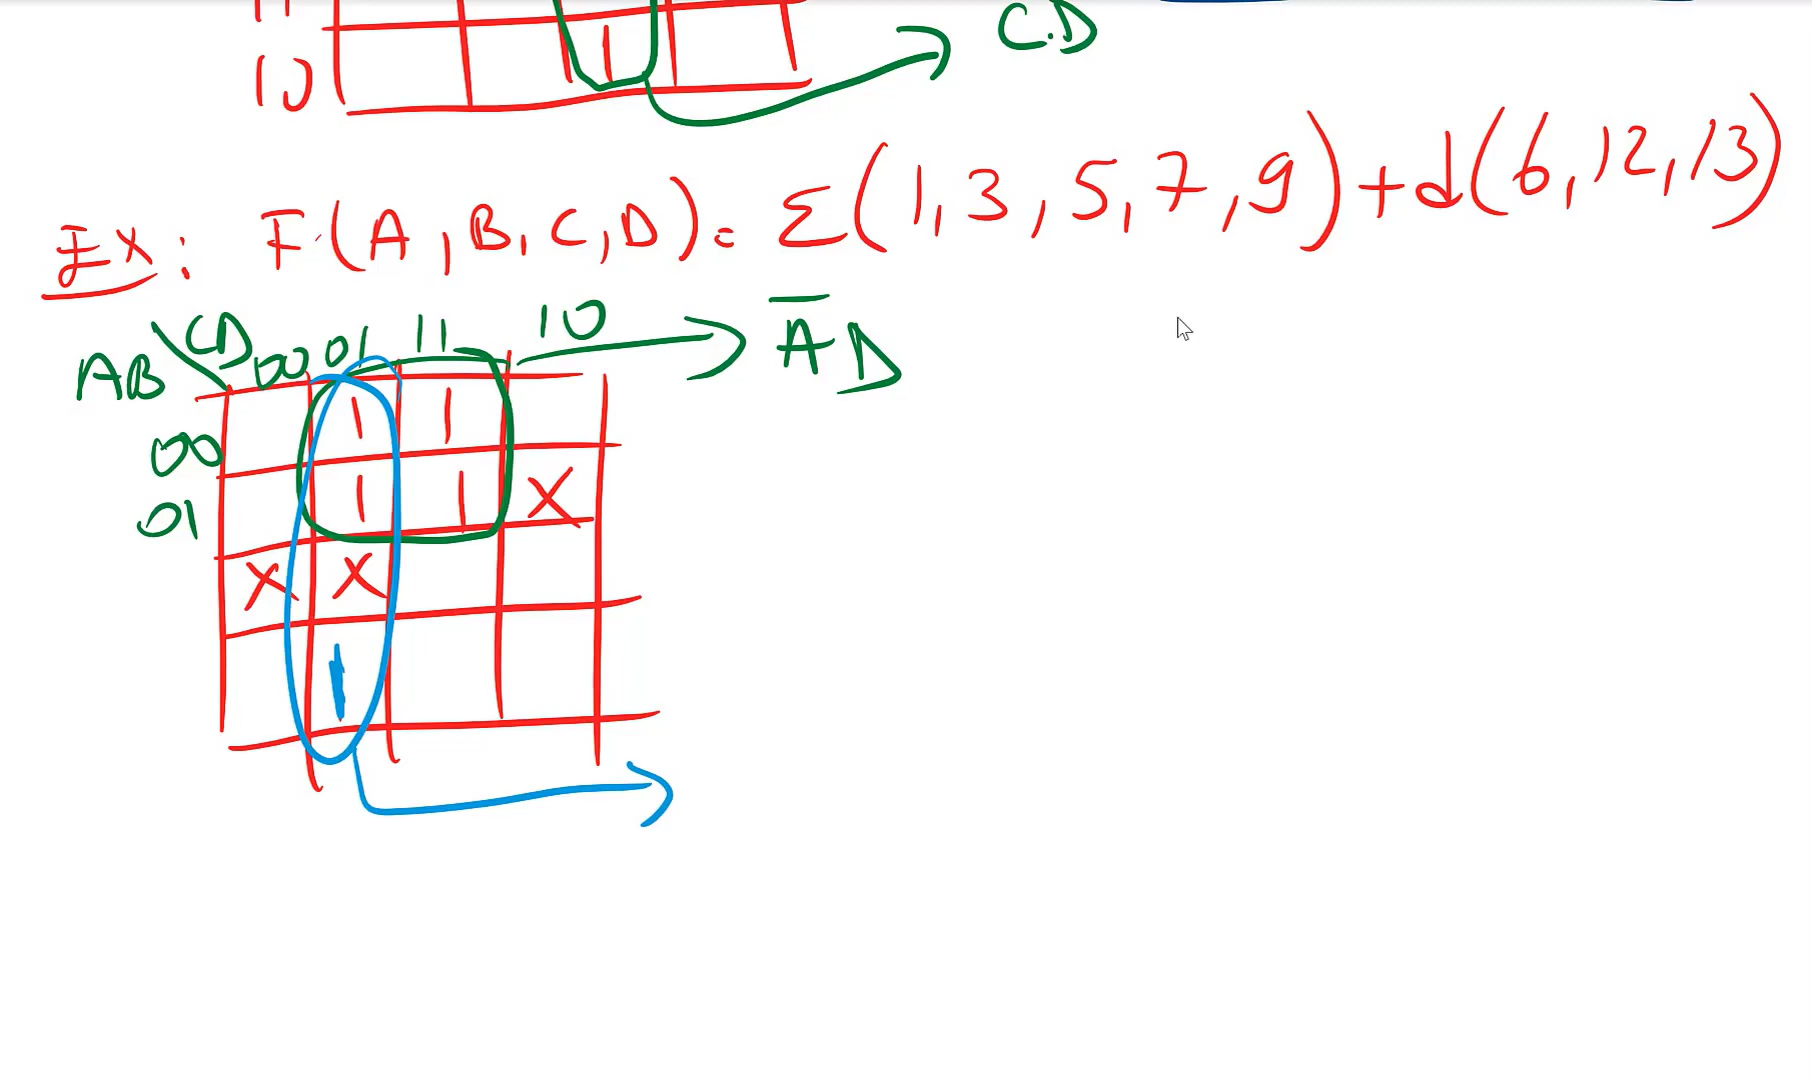 C.D
10 1
Ex: F(A,B,C,D)= Σ(1,3,5,7,9)+d(6,12,13)
AB CD 00 01 11 10 A̅D
00 1 1
01 1 1 X
X X
1